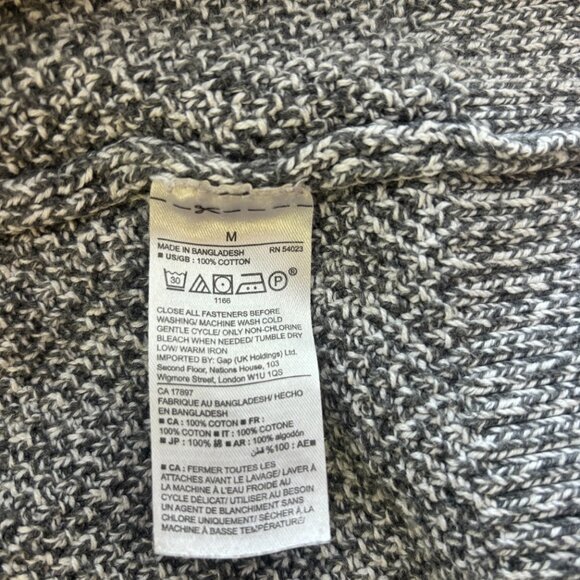 M
MADE IN BANGLADESH RN 54023
■ US/GB : 100% COTTON
30 P ®
1166
CLOSE ALL FASTENERS BEFORE
WASHING/ MACHINE WASH COLD
GENTLE CYCLE/ ONLY NON-CHLORINE
BLEACH WHEN NEEDED/ TUMBLE DRY
LOW/ WARM IRON
IMPORTED BY: Gap (UK Holdings) Ltd.
Second Floor, Nations House, 103
Wigmore Street, London W1U 1QS
CA 17897
FABRIQUE AU BANGLADESH/ HECHO
EN BANGLADESH
■ CA : 100% COTON ■ FR :
100% COTON ■ IT : 100% COTONE
■ JP : 100% 綿 ■ AR : 100% algodón
■ AE : 100% قطن
■ CA : FERMER TOUTES LES
ATTACHES AVANT LE LAVAGE/ LAVER À
LA MACHINE À L'EAU FROIDE AU
CYCLE DÉLICAT/ UTILISER AU BESOIN
UN AGENT BLANCHISSANT SANS
CHLORE UNIQUEMENT/ SÉCHER À LA
MACHINE À BASSE TEMPÉRATURE/